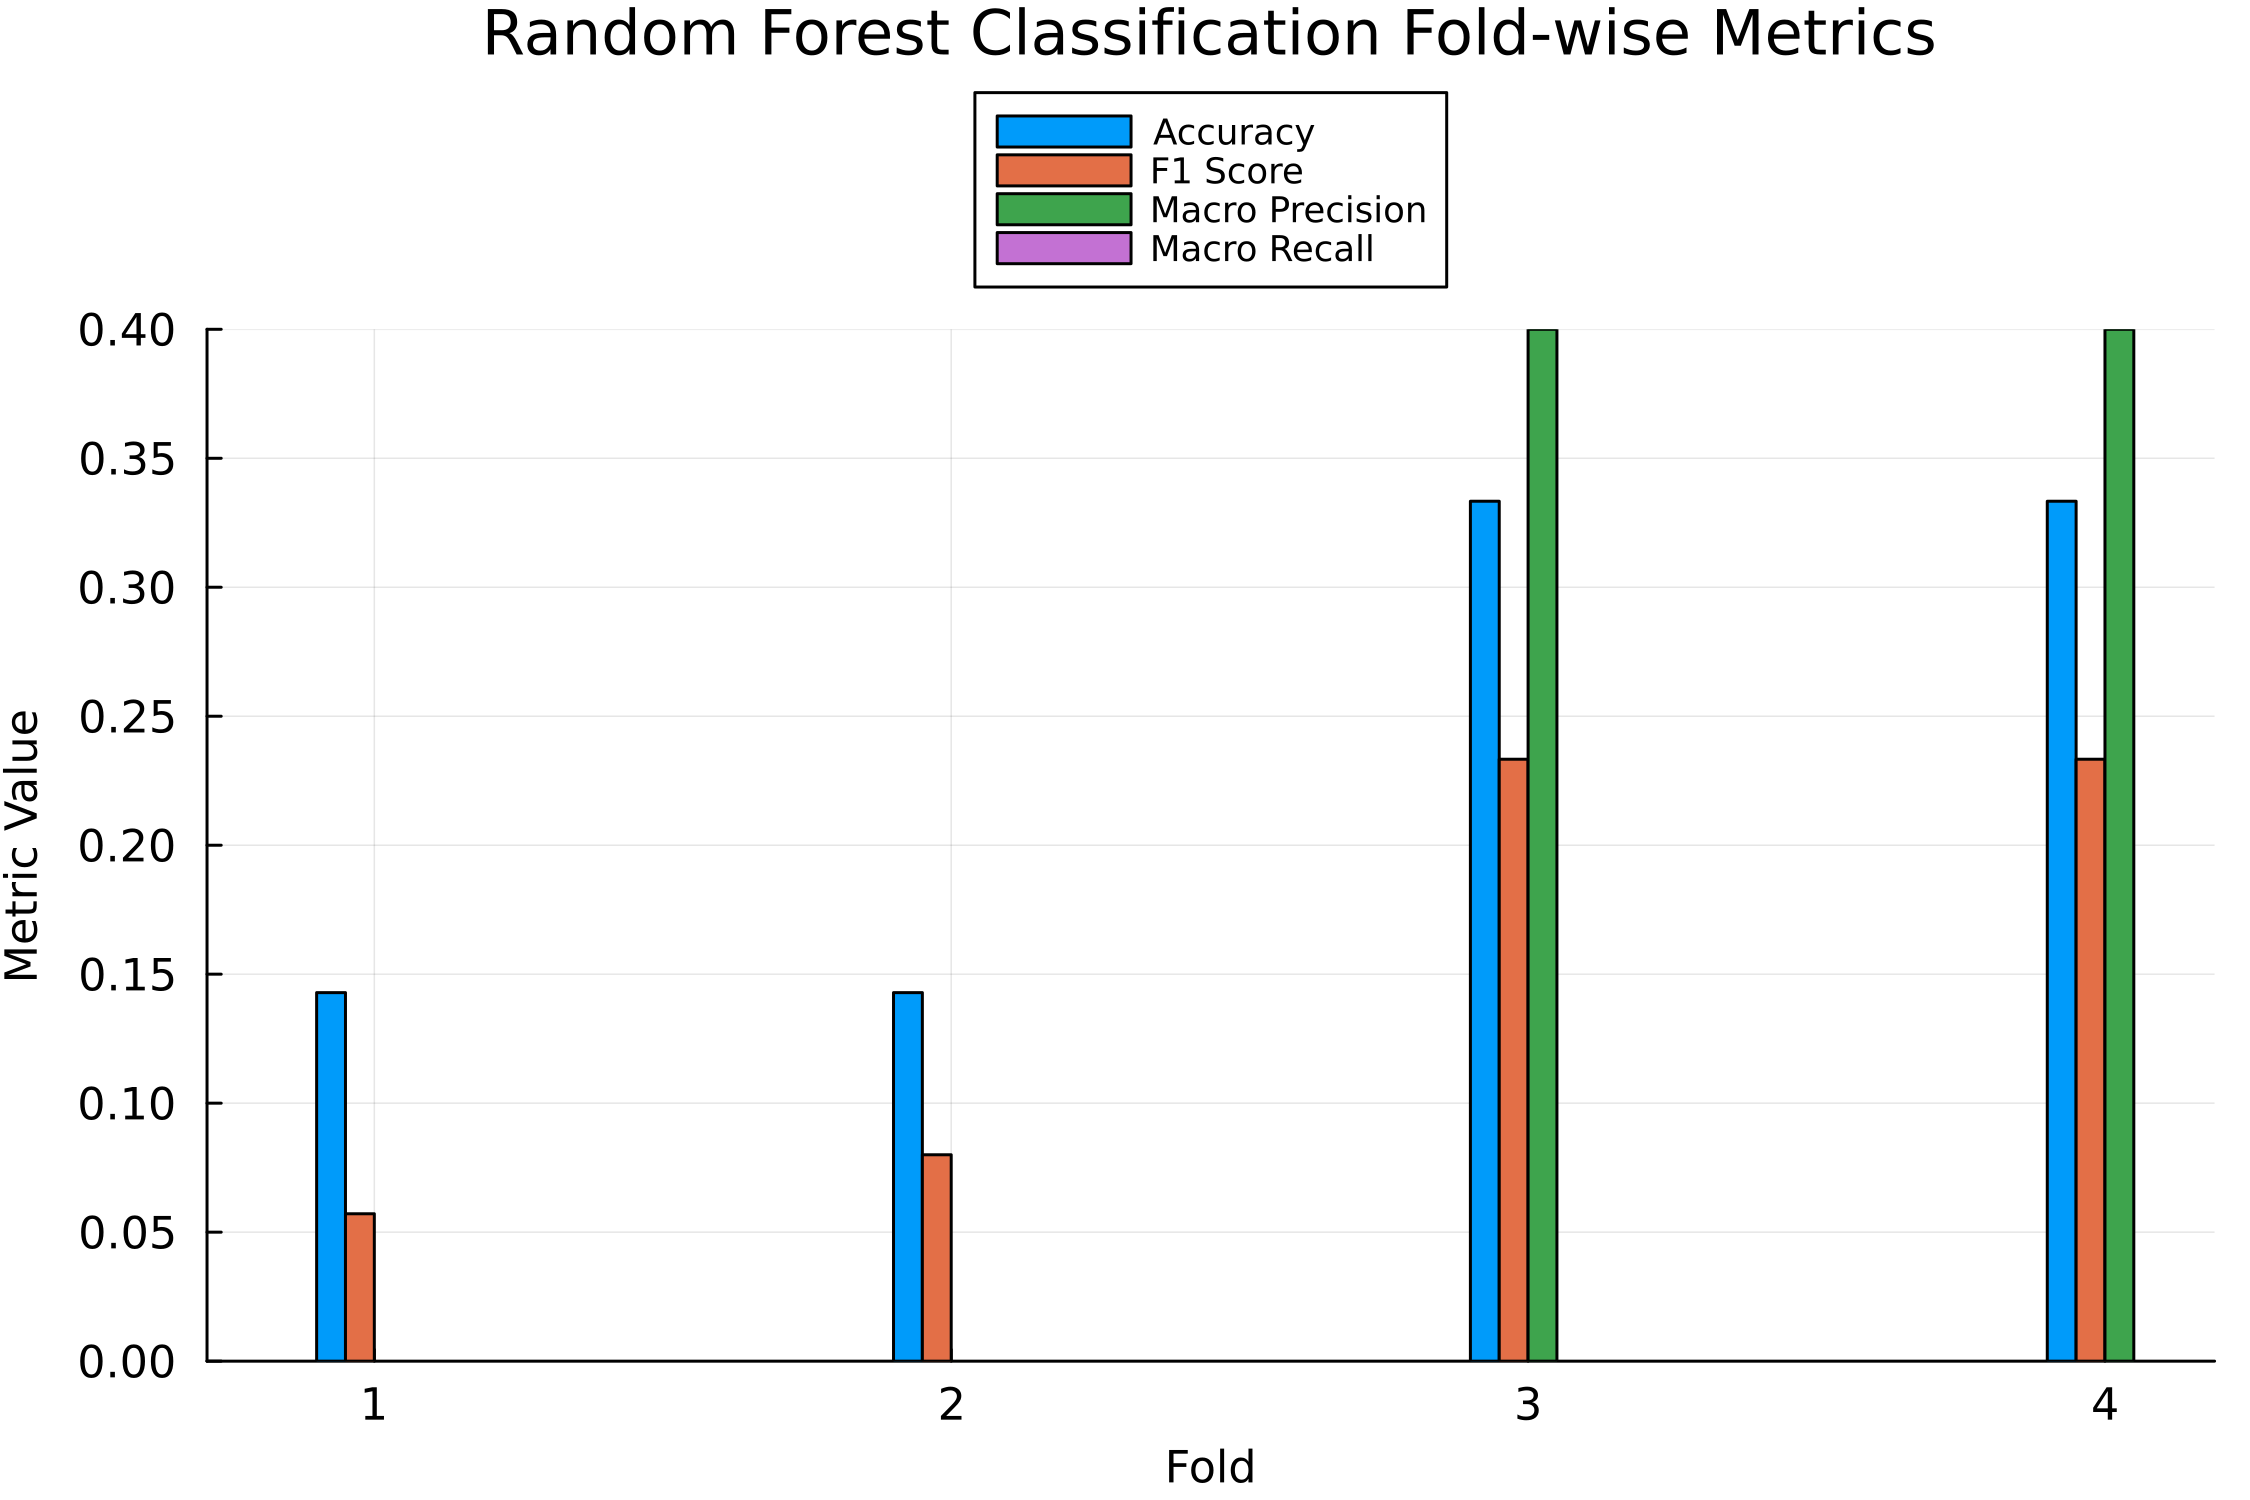 Random Forest Classification Fold-wise Metrics
Accuracy
F1 Score
Macro Precision
Macro Recall
0.40
0.35
0.30
0.25
0.20
0.15
0.10
0.05
0.00
Metric Value
1 2 3 4
Fold